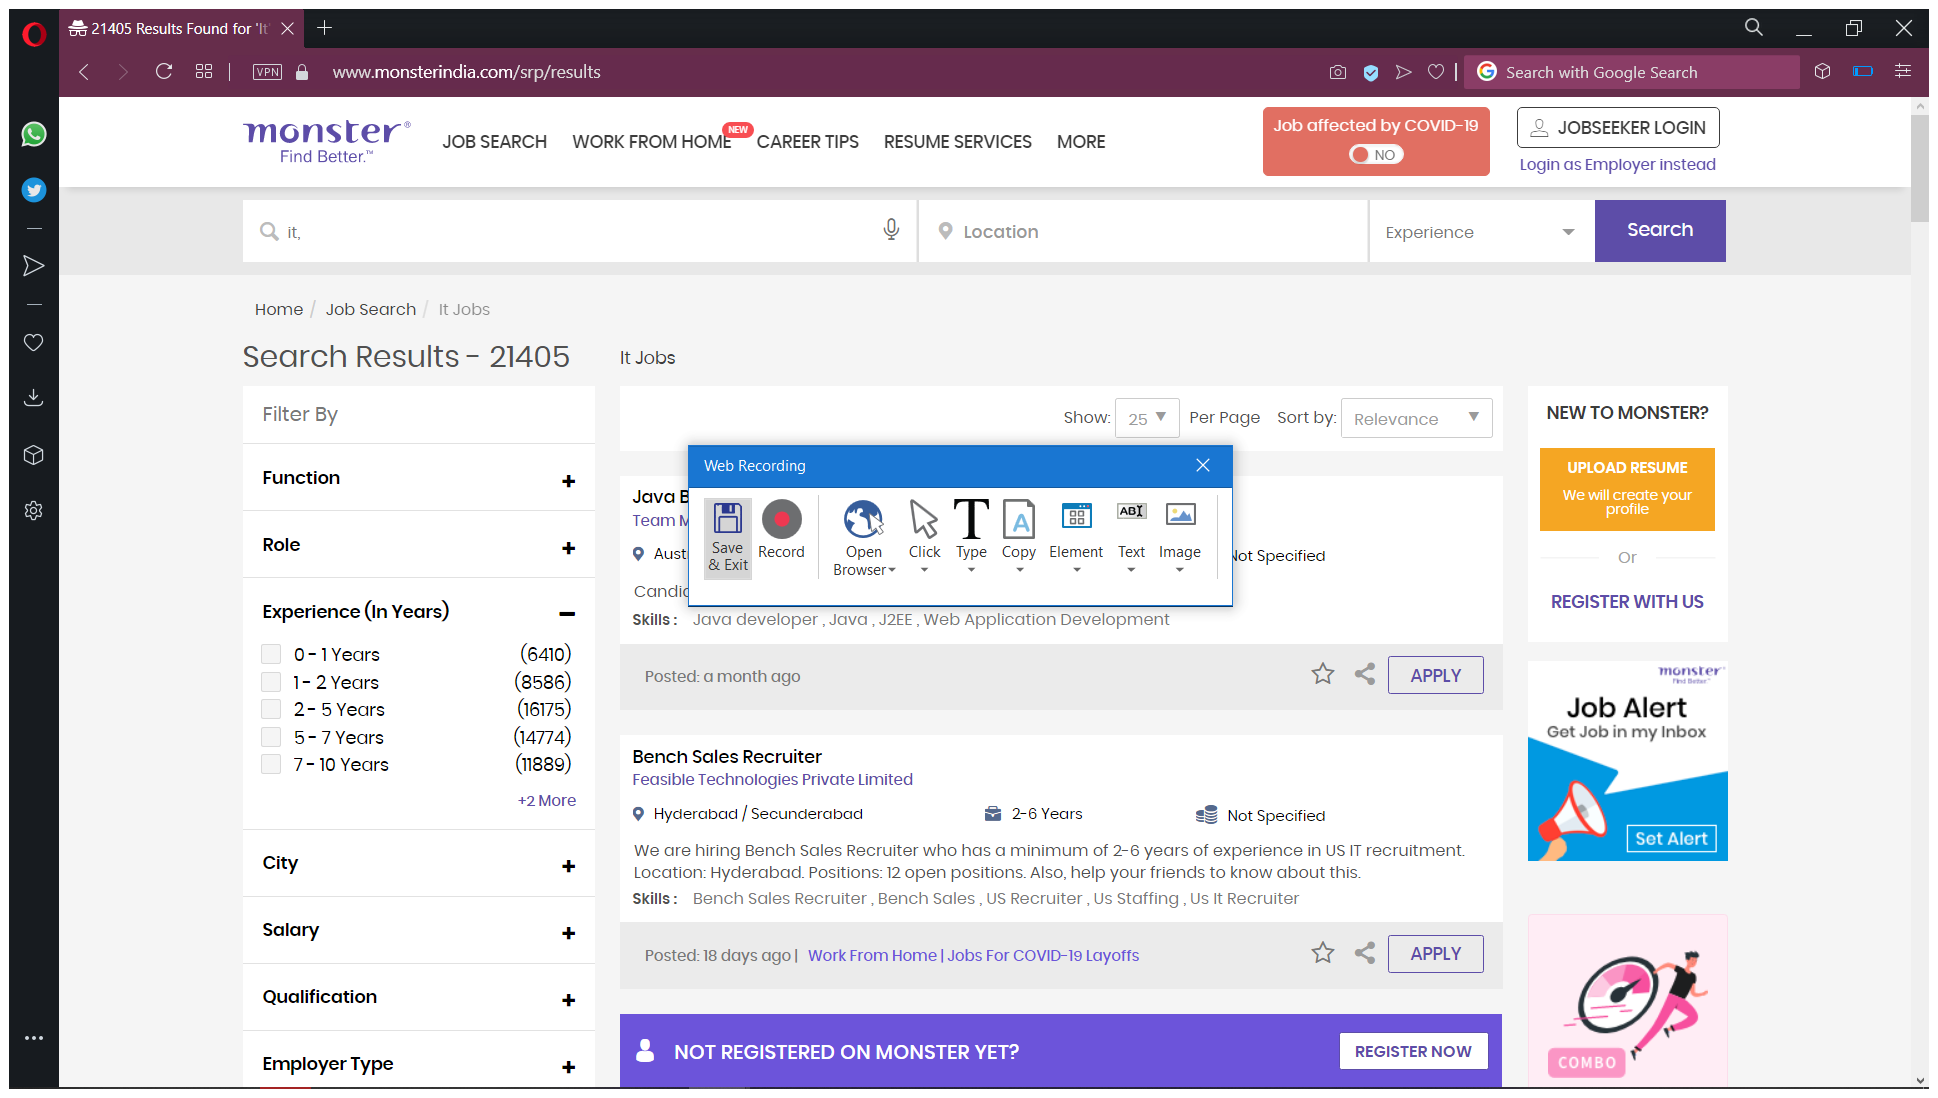 21405 Results Found for 'It'
VPN
www.monsterindia.com/srp/results
Search with Google Search
monster®
Find Better.™
JOB SEARCH
WORK FROM HOME
NEW
CAREER TIPS
RESUME SERVICES
MORE
Job affected by COVID-19
NO
JOBSEEKER LOGIN
Login as Employer instead
it,
Location
Experience
Search
Home / Job Search / It Jobs
Search Results - 21405
It Jobs
Filter By
Function
Role
Experience (In Years)
0 - 1 Years (6410)
1 - 2 Years (8586)
2 - 5 Years (16175)
5 - 7 Years (14774)
7 - 10 Years (11889)
+2 More
City
Salary
Qualification
Employer Type
Show: 25 Per Page Sort by: Relevance
Web Recording
Save & Exit
Record
Open Browser
Click
Type
Copy
Element
Text
Image
Java B
Team M
Aust
Not Specified
Candid
Skills : Java developer , Java , J2EE , Web Application Development
Posted: a month ago
APPLY
Bench Sales Recruiter
Feasible Technologies Private Limited
Hyderabad / Secunderabad
2-6 Years
Not Specified
We are hiring Bench Sales Recruiter who has a minimum of 2-6 years of experience in US IT recruitment.
Location: Hyderabad. Positions: 12 open positions. Also, help your friends to know about this.
Skills : Bench Sales Recruiter , Bench Sales , US Recruiter , Us Staffing , Us It Recruiter
Posted: 18 days ago | Work From Home | Jobs For COVID-19 Layoffs
APPLY
NOT REGISTERED ON MONSTER YET?
REGISTER NOW
NEW TO MONSTER?
UPLOAD RESUME
We will create your
profile
Or
REGISTER WITH US
monster
Find Better
Job Alert
Get Job in my Inbox
Set Alert
COMBO